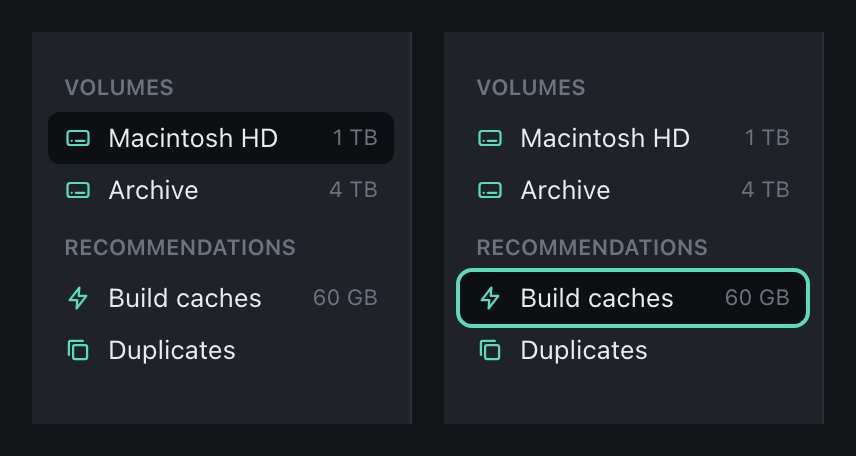 VOLUMES
Macintosh HD 1 TB
Archive 4 TB
RECOMMENDATIONS
Build caches 60 GB
Duplicates
VOLUMES
Macintosh HD 1 TB
Archive 4 TB
RECOMMENDATIONS
Build caches 60 GB
Duplicates